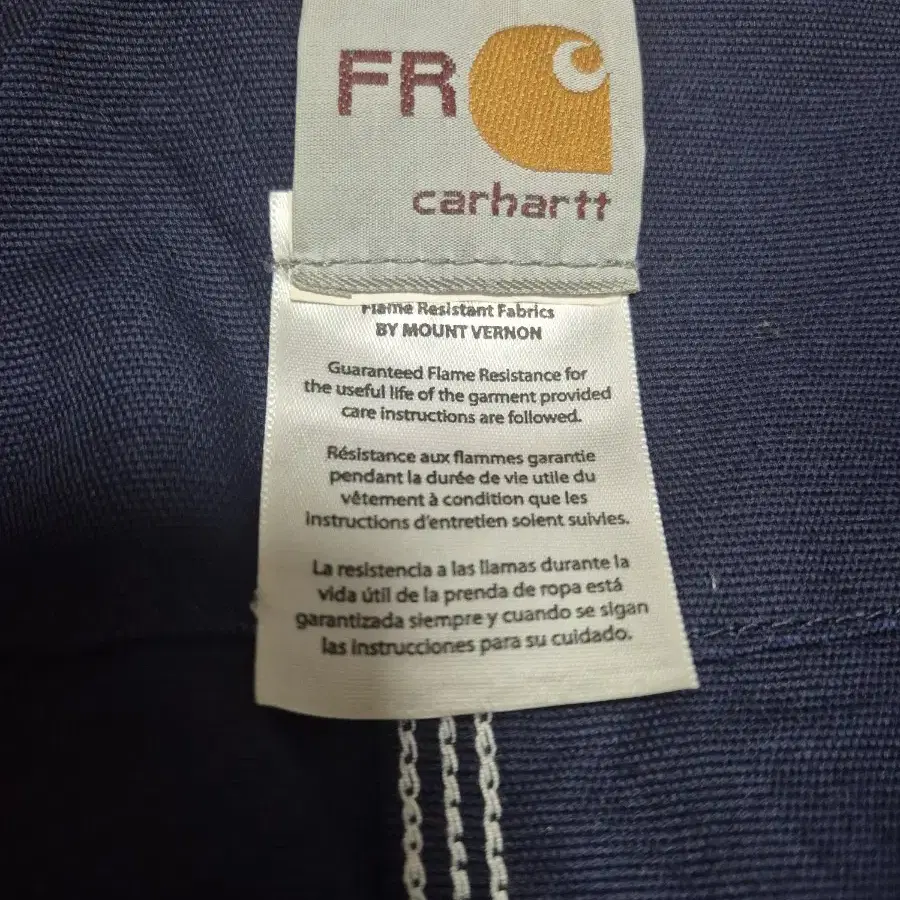 FR
carhartt
Flame Resistant Fabrics
BY MOUNT VERNON
Guaranteed Flame Resistance for
the useful life of the garment provided
care instructions are followed.
Résistance aux flammes garantie
pendant la durée de vie utile du
vêtement à condition que les
instructions d'entretien soient suivies.
La resistencia a las llamas durante la
vida útil de la prenda de ropa está
garantizada siempre y cuando se sigan
las instrucciones para su cuidado.